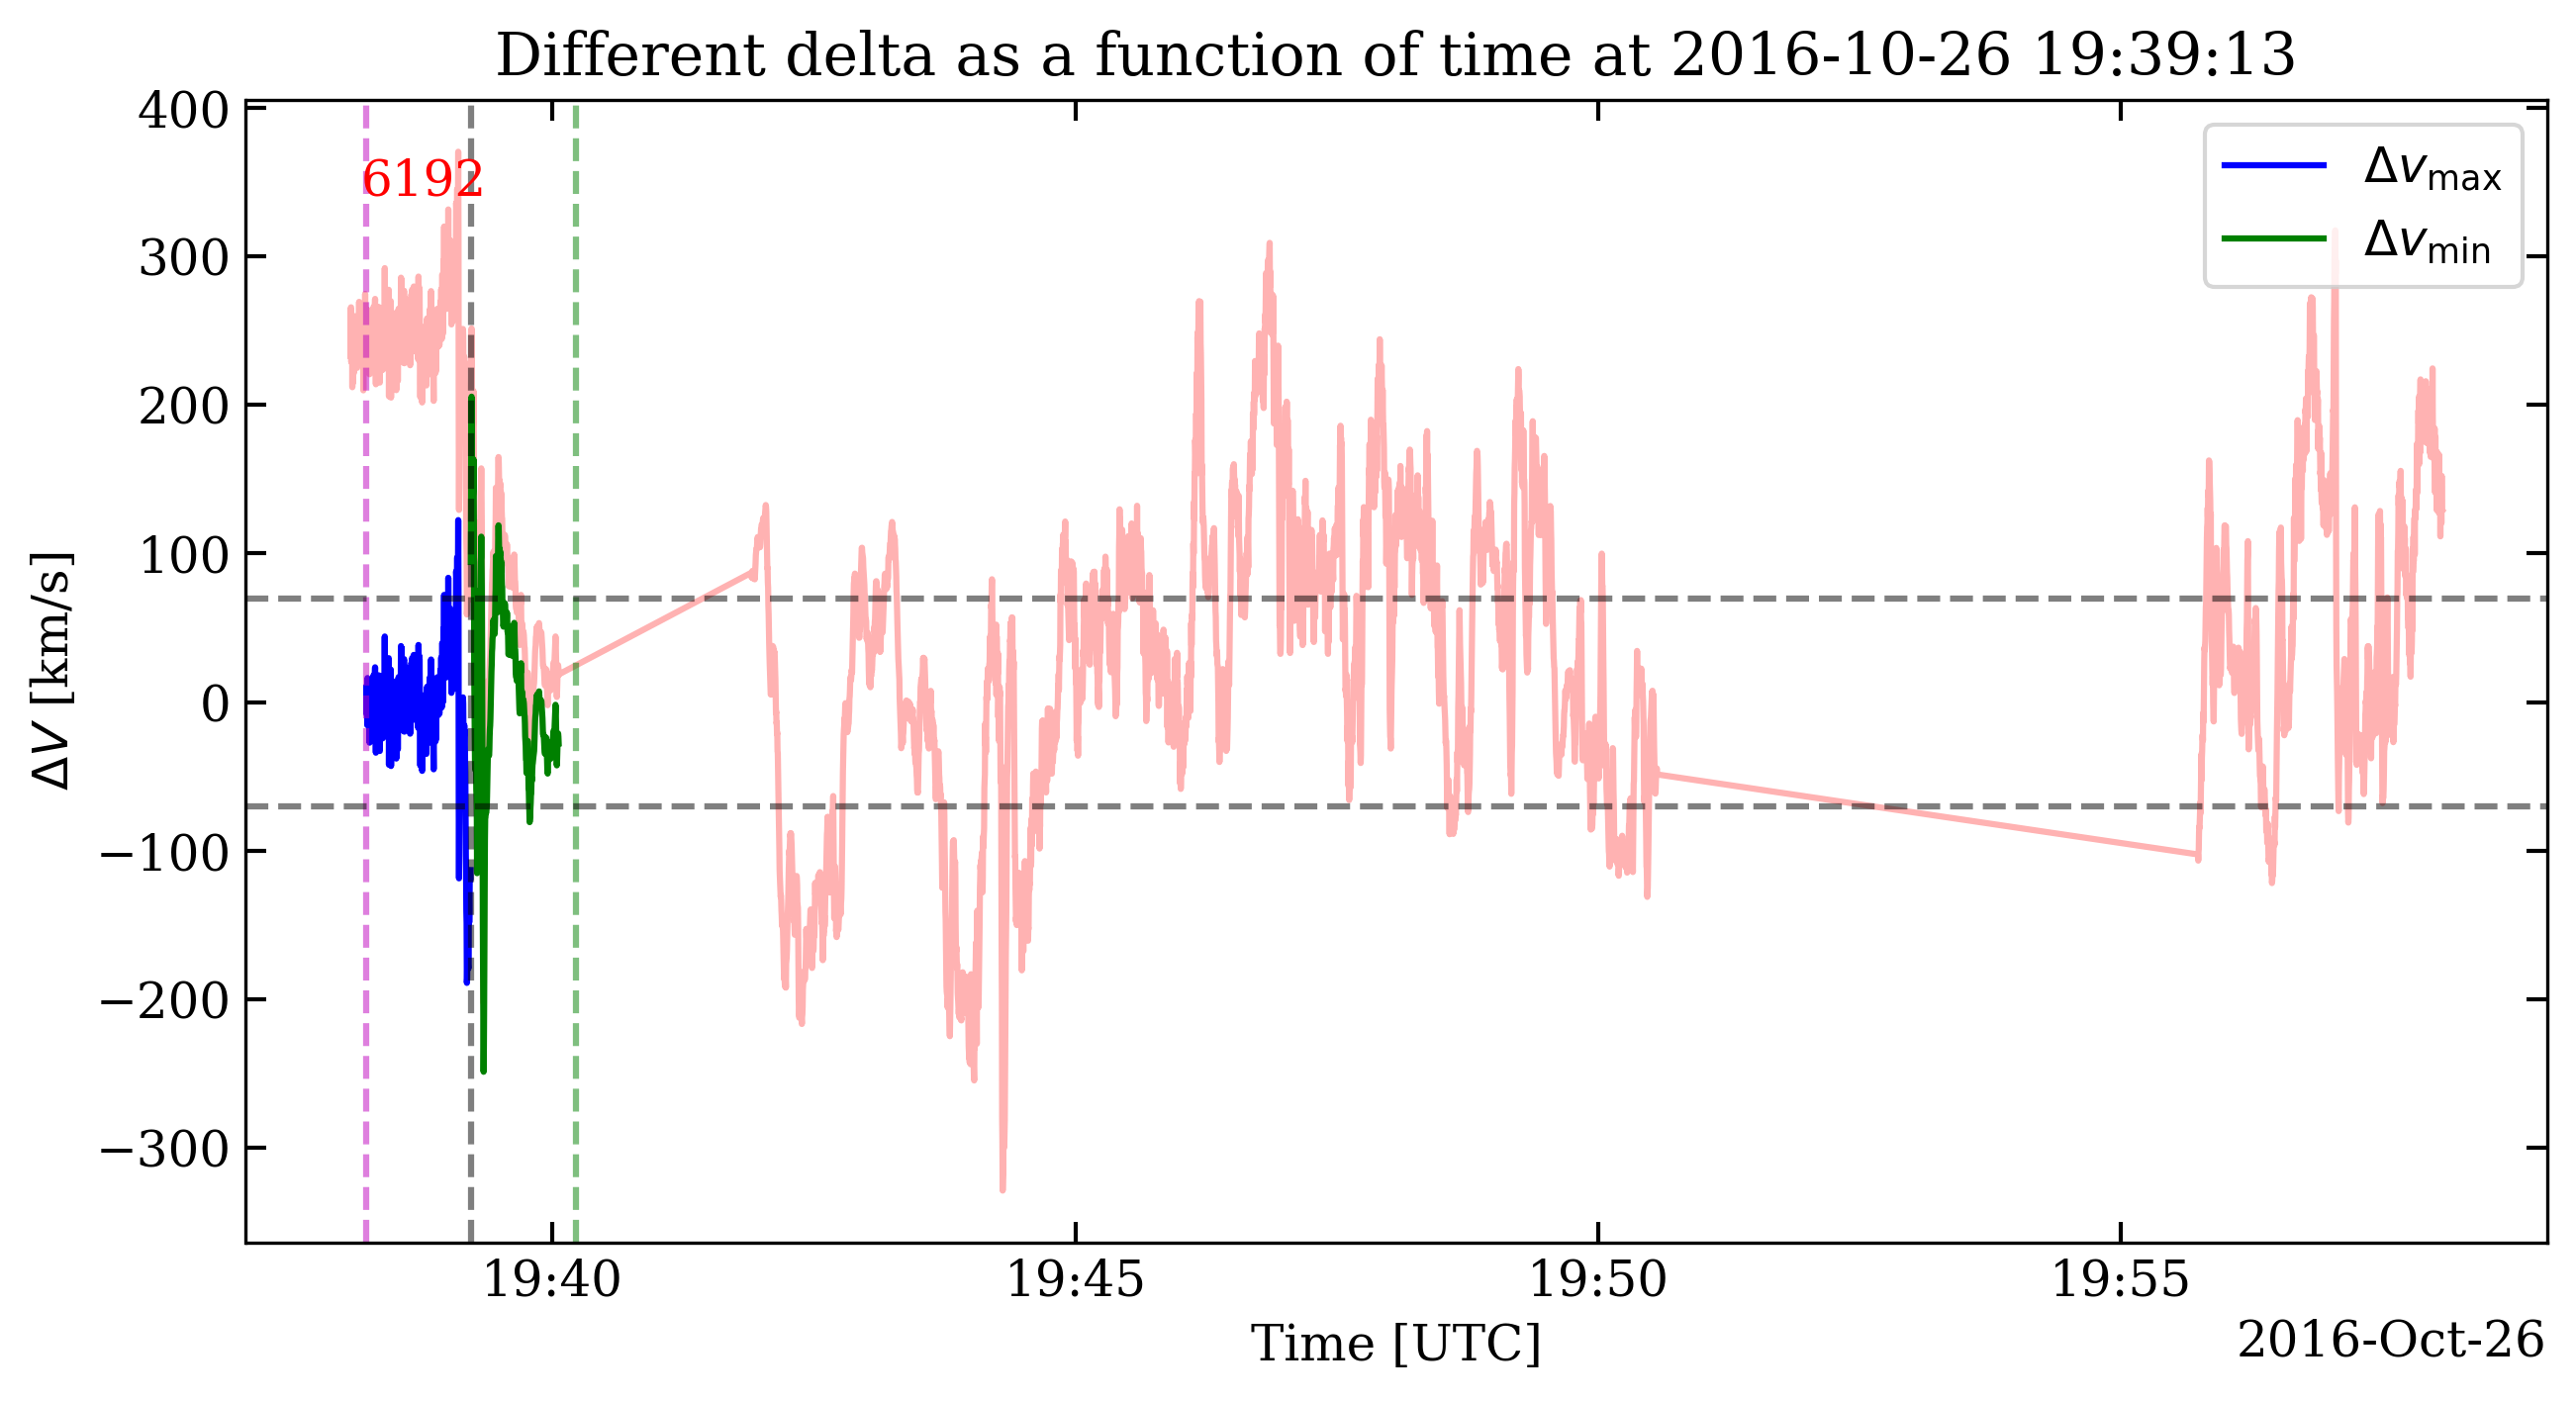 Different delta as a function of time at 2016-10-26 19:39:13
400
300
200
100
0
−100
−200
−300
ΔV [km/s]
6192
Δvmax
Δvmin
19:40
19:45
19:50
19:55
Time [UTC]
2016-Oct-26